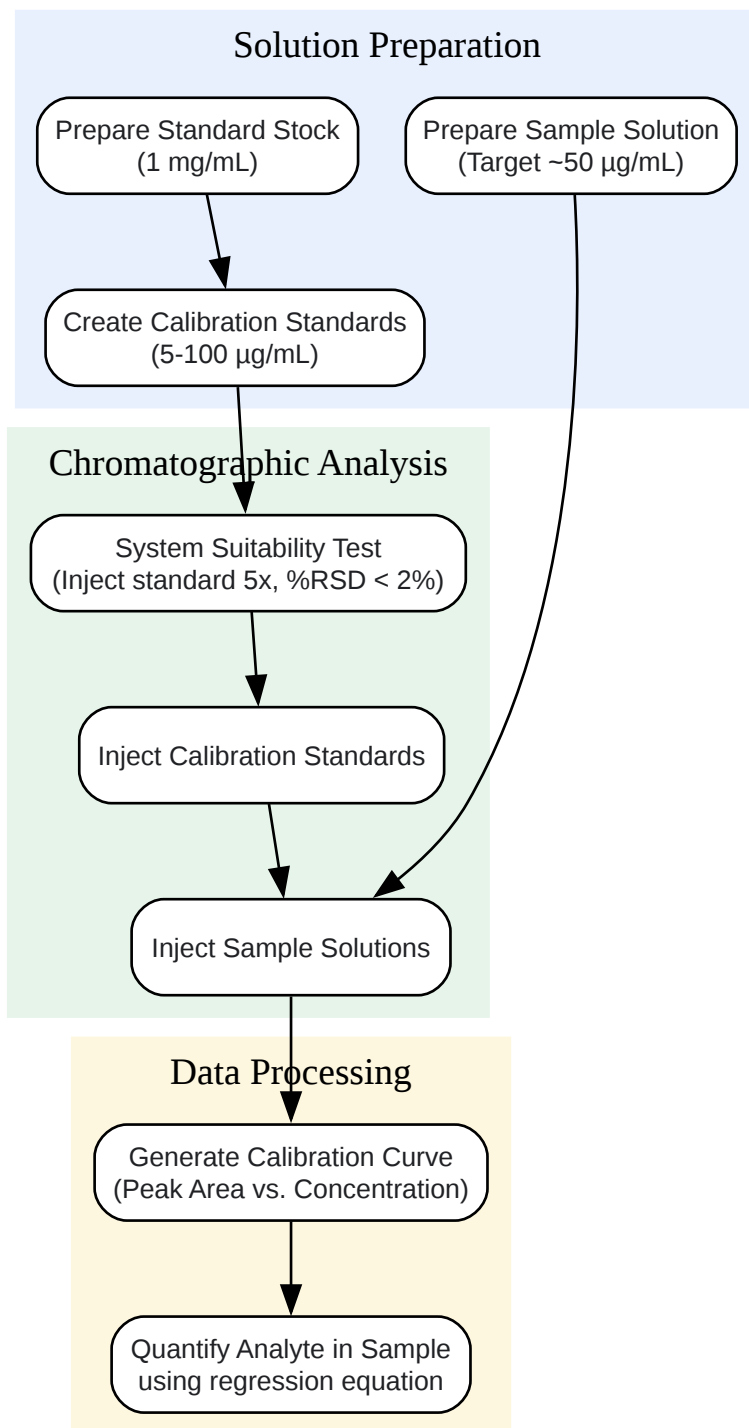 Solution Preparation
Prepare Standard Stock
(1 mg/mL)
Prepare Sample Solution
(Target ~50 µg/mL)
Create Calibration Standards
(5-100 µg/mL)
Chromatographic Analysis
System Suitability Test
(Inject standard 5x, %RSD < 2%)
Inject Calibration Standards
Inject Sample Solutions
Data Processing
Generate Calibration Curve
(Peak Area vs. Concentration)
Quantify Analyte in Sample
using regression equation